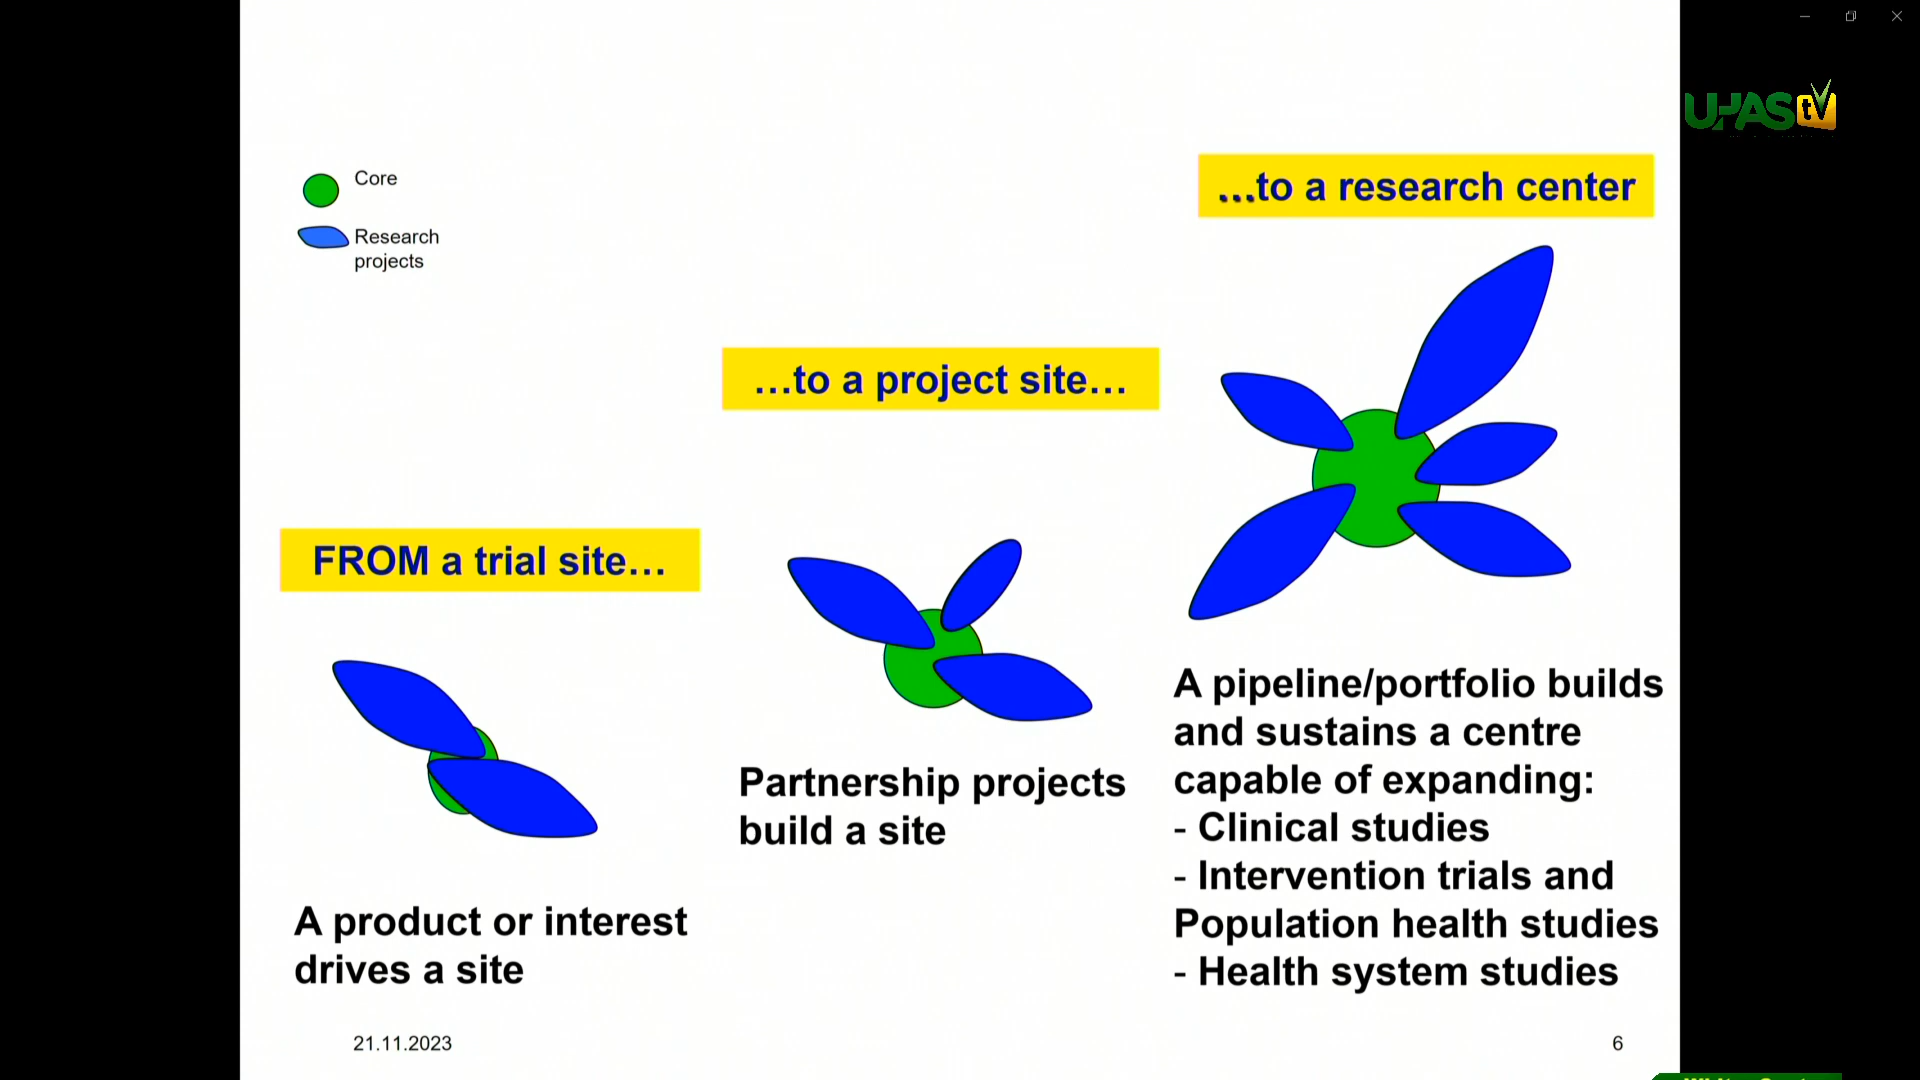 UHAS tV
Core
Research
projects
...to a research center
...to a project site...
FROM a trial site...
A pipeline/portfolio builds
and sustains a centre
capable of expanding:
- Clinical studies
- Intervention trials and
Population health studies
- Health system studies
Partnership projects
build a site
A product or interest
drives a site
21.11.2023
6